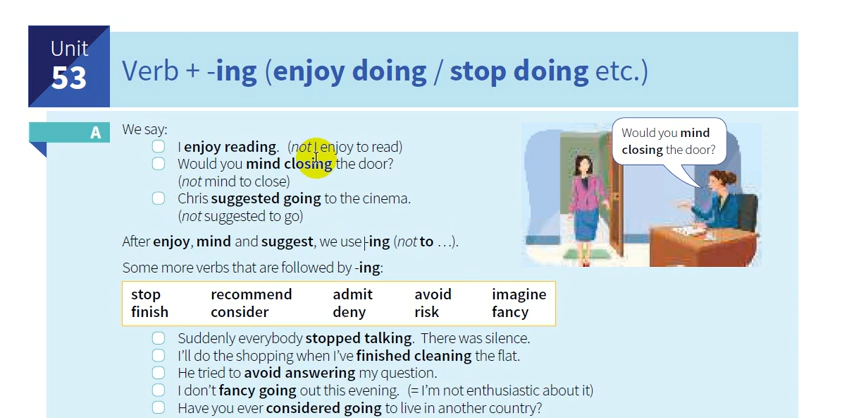 Unit
53
Verb + -ing (enjoy doing / stop doing etc.)
A
We say:
I enjoy reading. (not I enjoy to read)
Would you mind closing the door?
(not mind to close)
Chris suggested going to the cinema.
(not suggested to go)
Would you mind
closing the door?
After enjoy, mind and suggest, we use -ing (not to …).
Some more verbs that are followed by -ing:
stop recommend admit avoid imagine
finish consider deny risk fancy
Suddenly everybody stopped talking. There was silence.
I'll do the shopping when I've finished cleaning the flat.
He tried to avoid answering my question.
I don't fancy going out this evening. (= I'm not enthusiastic about it)
Have you ever considered going to live in another country?